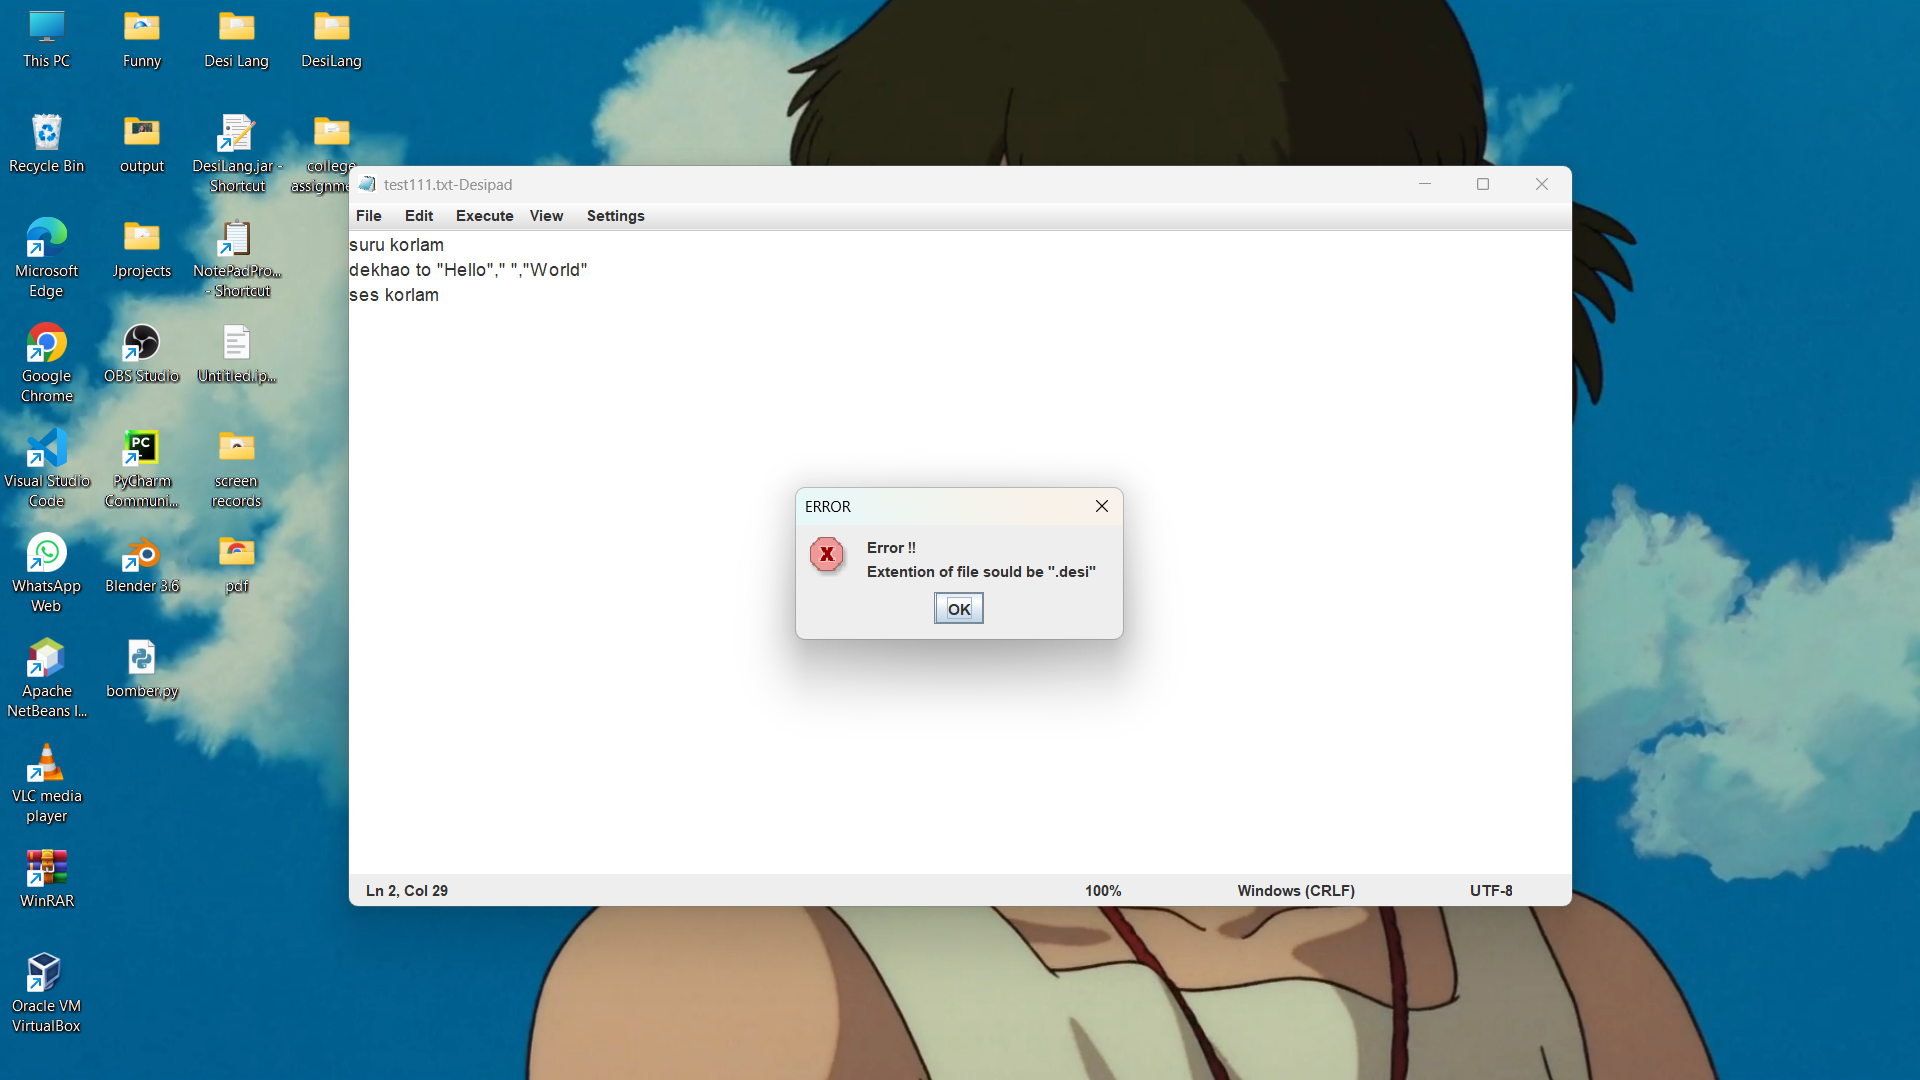 This PC
Funny
Desi Lang
DesiLang
Recycle Bin
output
DesiLang.jar -
Shortcut
college
assignme
Microsoft
Edge
Jprojects
NotePadPro...
- Shortcut
Google
Chrome
OBS Studio
Untitled.ip...
Visual Studio
Code
PC
PyCharm
Communi...
screen
records
WhatsApp
Web
Blender 3.6
pdf
Apache
NetBeans I...
bomber.py
VLC media
player
WinRAR
Oracle VM
VirtualBox
test111.txt-Desipad
File Edit Execute View Settings
suru korlam
dekhao to "Hello"," ","World"
ses korlam
ERROR
X
Error !!
Extention of file sould be ".desi"
OK
Ln 2, Col 29 100% Windows (CRLF) UTF-8